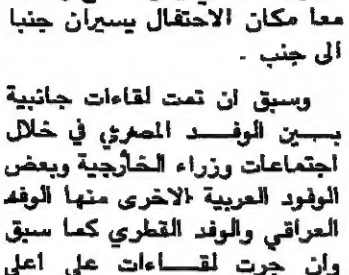 معا مكان الاحتفال يسيران جنبا
الى جنب .
وسبق ان تمت لقاءات جانبية
بين الوفد المصري في خلال
اجتماعات وزراء الخارجية وبعض
الوفود العربية الاخرى منها الوفد
العراقي والوفد القطري كما سبق
وان جرت لقاءات على اعلى